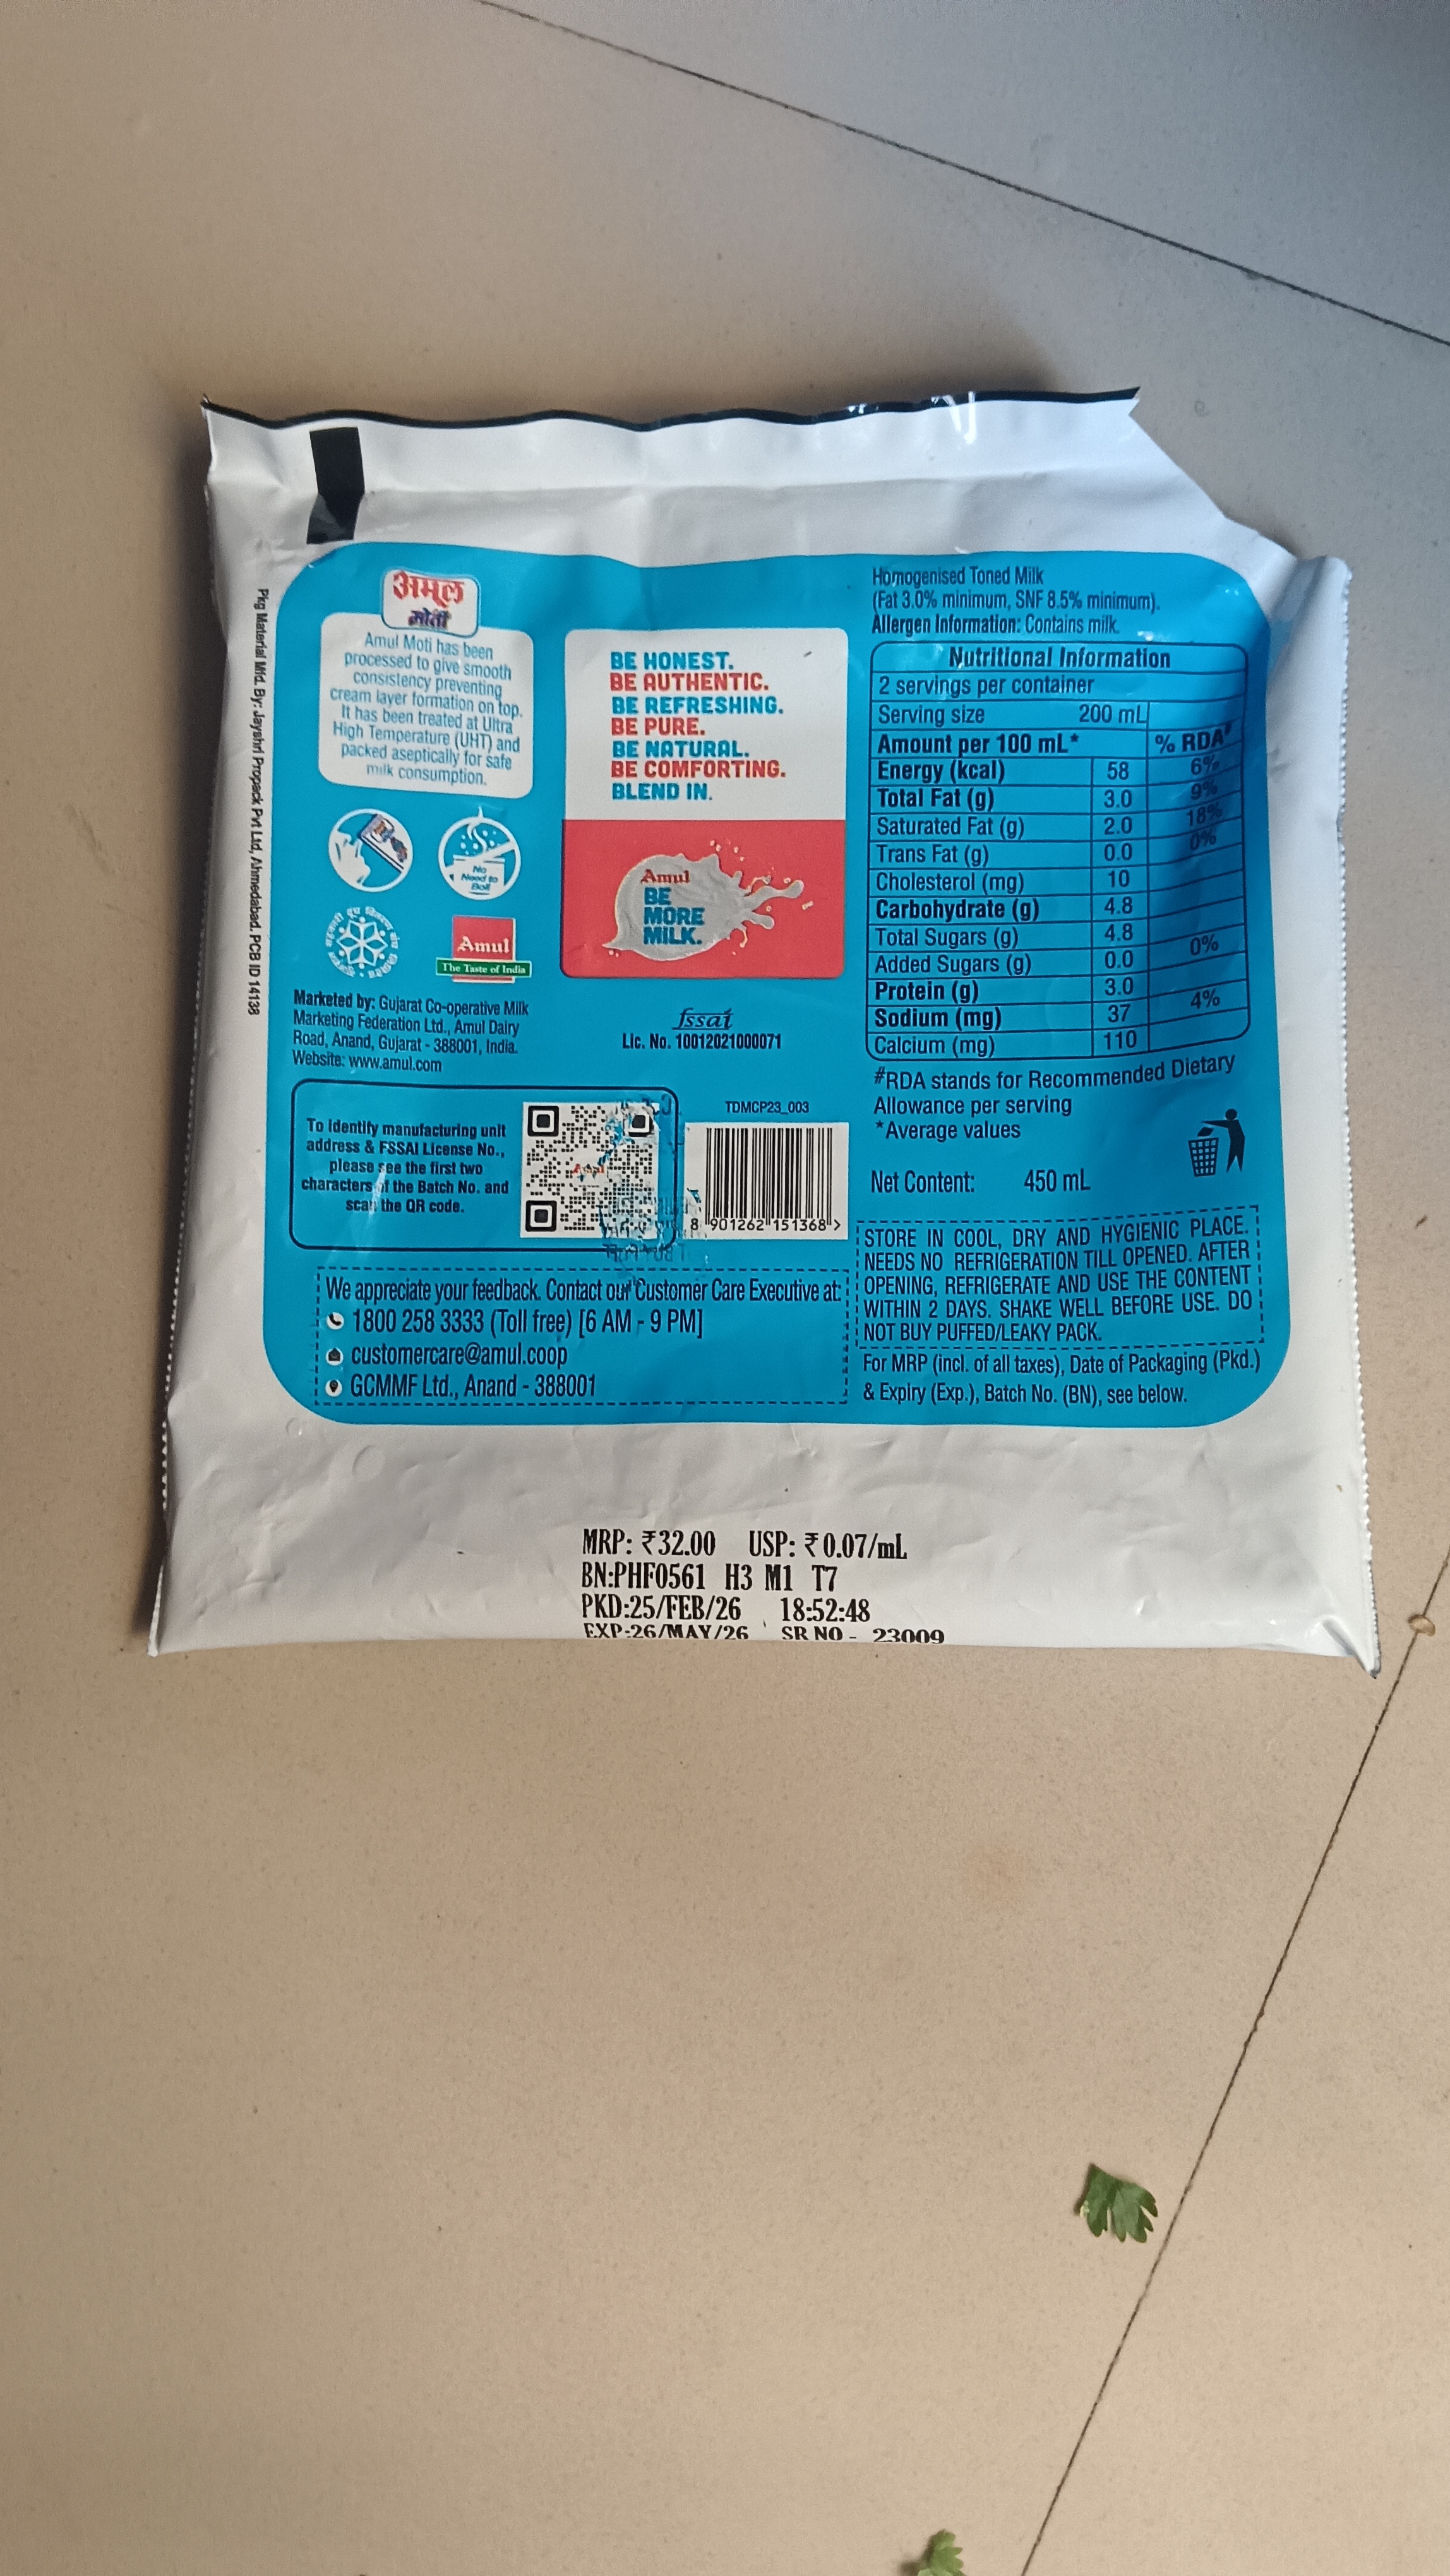 Pkg Material Mfd. By: Jayshri Propack Pvt Ltd, Ahmedabad. PCB ID 14138
अमूल
मोती
Amul Moti has been
processed to give smooth
consistency preventing
cream layer formation on top.
It has been treated at Ultra
High Temperature (UHT) and
packed aseptically for safe
milk consumption.
No
Need to
Boil
Amul
The Taste of India
Marketed by: Gujarat Co-operative Milk
Marketing Federation Ltd., Amul Dairy
Road, Anand, Gujarat - 388001, India.
Website: www.amul.com
BE HONEST.
BE AUTHENTIC.
BE REFRESHING.
BE PURE.
BE NATURAL.
BE COMFORTING.
BLEND IN.
Amul
BE
MORE
MILK.
fssai
Lic. No. 10012021000071
To identify manufacturing unit
address & FSSAI License No.,
please see the first two
characters of the Batch No. and
scan the QR code.
Amul
TDMCP23_003
8 901262 151368 >
We appreciate your feedback. Contact our Customer Care Executive at:
1800 258 3333 (Toll free) [6 AM - 9 PM]
customercare@amul.coop
GCMMF Ltd., Anand - 388001
Homogenised Toned Milk
(Fat 3.0% minimum, SNF 8.5% minimum).
Allergen Information: Contains milk.
Nutritional Information
2 servings per container
Serving size 200 mL
Amount per 100 mL* % RDA#
Energy (kcal) 58 6%
Total Fat (g) 3.0 9%
Saturated Fat (g) 2.0 18%
Trans Fat (g) 0.0 0%
Cholesterol (mg) 10
Carbohydrate (g) 4.8
Total Sugars (g) 4.8
Added Sugars (g) 0.0 0%
Protein (g) 3.0
Sodium (mg) 37 4%
Calcium (mg) 110
#RDA stands for Recommended Dietary
Allowance per serving
*Average values
Net Content: 450 mL
STORE IN COOL, DRY AND HYGIENIC PLACE.
NEEDS NO REFRIGERATION TILL OPENED. AFTER
OPENING, REFRIGERATE AND USE THE CONTENT
WITHIN 2 DAYS. SHAKE WELL BEFORE USE. DO
NOT BUY PUFFED/LEAKY PACK.
For MRP (incl. of all taxes), Date of Packaging (Pkd.)
& Expiry (Exp.), Batch No. (BN), see below.
MRP: ₹32.00 USP: ₹0.07/mL
BN:PHF0561 H3 M1 T7
PKD:25/FEB/26 18:52:48
EXP:26/MAY/26 SR NO - 23009